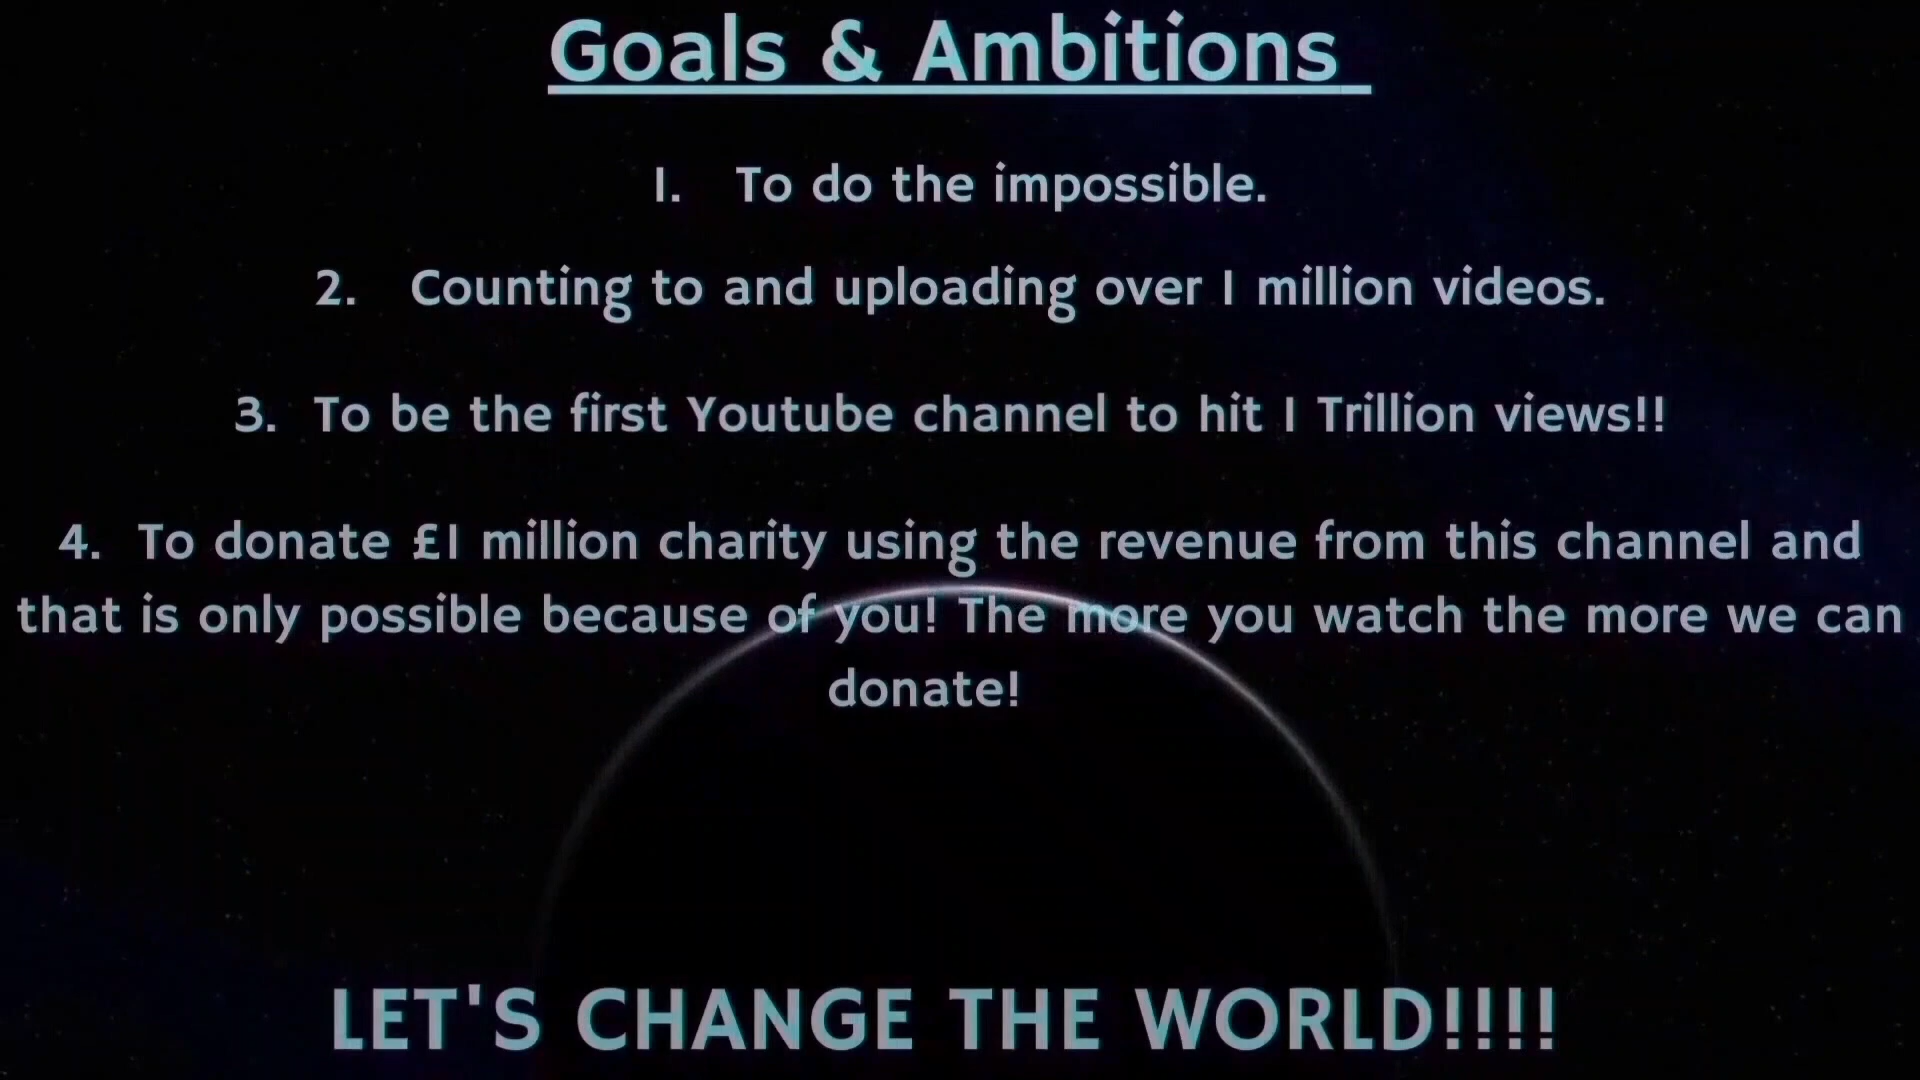 Goals & Ambitions
1. To do the impossible.
2. Counting to and uploading over 1 million videos.
3. To be the first Youtube channel to hit 1 Trillion views!!
4. To donate £1 million charity using the revenue from this channel and
that is only possible because of you! The more you watch the more we can
donate!
LET'S CHANGE THE WORLD!!!!